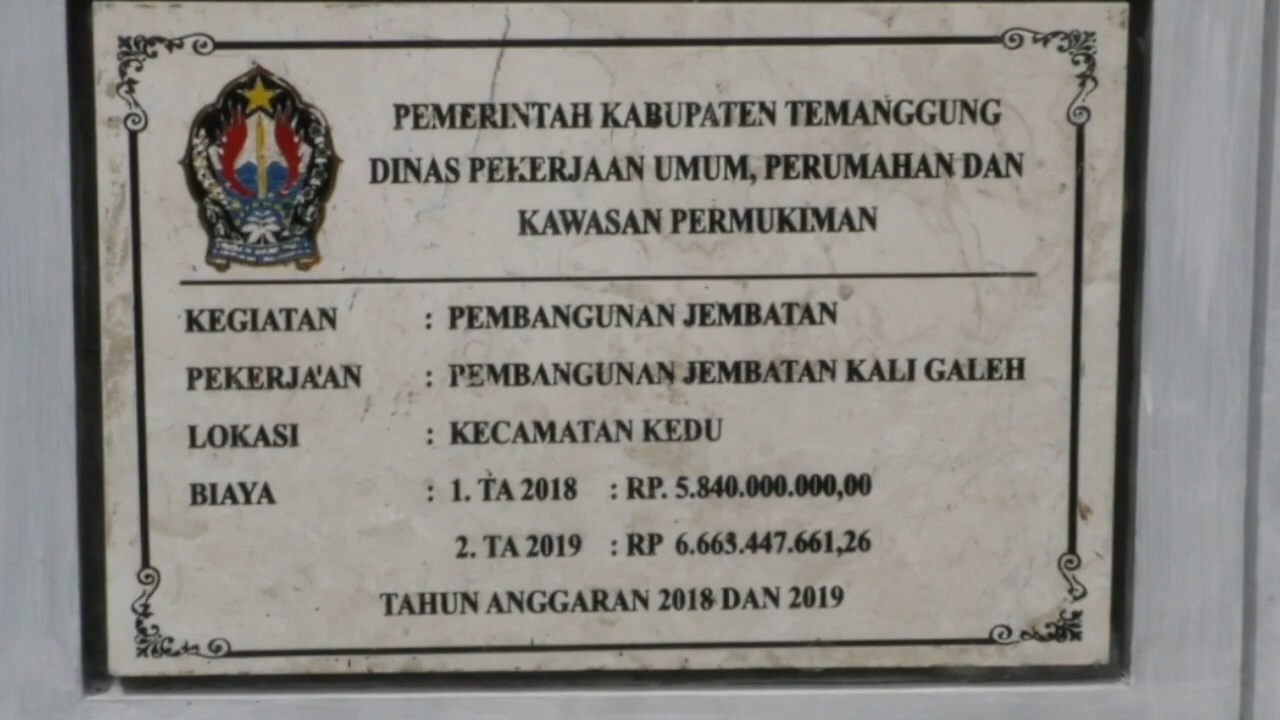 PEMERINTAH KABUPATEN TEMANGGUNG
DINAS PEKERJAAN UMUM, PERUMAHAN DAN
KAWASAN PERMUKIMAN
KEGIATAN : PEMBANGUNAN JEMBATAN
PEKERJA'AN : PEMBANGUNAN JEMBATAN KALI GALEH
LOKASI : KECAMATAN KEDU
BIAYA : 1. TA 2018 : RP. 5.840.000.000,00
2. TA 2019 : RP 6.663.447.661,26
TAHUN ANGGARAN 2018 DAN 2019